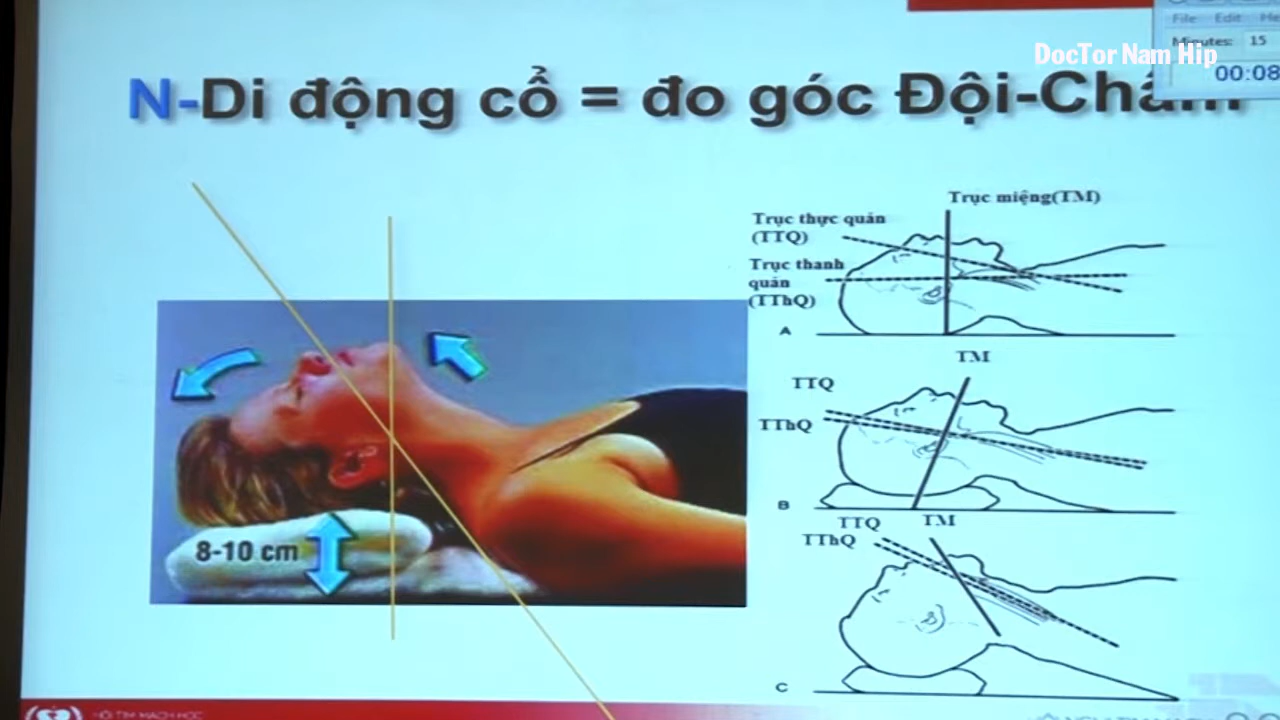 File Edit
Minutes: 15
00:08
DocTor Nam Hip
N-Di động cổ = đo góc Đội-Chẩm
Trục miệng(TM)
Trục thực quản
(TTQ)
Trục thanh
quản
(TThQ)
A
TM
TTQ
TThQ
B
TTQ TM
TThQ
C
8-10 cm